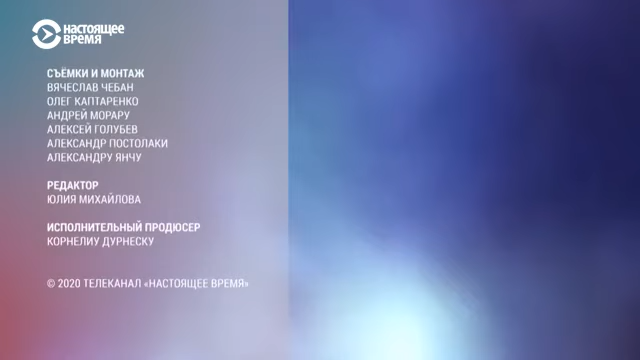 НАСТОЯЩЕЕ
ВРЕМЯ
СЪЁМКИ И МОНТАЖ
ВЯЧЕСЛАВ ЧЕБАН
ОЛЕГ КАПТАРЕНКО
АНДРЕЙ МОРАРУ
АЛЕКСЕЙ ГОЛУБЕВ
АЛЕКСАНДР ПОСТОЛАКИ
АЛЕКСАНДРУ ЯНЧУ
РЕДАКТОР
ЮЛИЯ МИХАЙЛОВА
ИСПОЛНИТЕЛЬНЫЙ ПРОДЮСЕР
КОРНЕЛИУ ДУРНЕСКУ
© 2020 ТЕЛЕКАНАЛ «НАСТОЯЩЕЕ ВРЕМЯ»